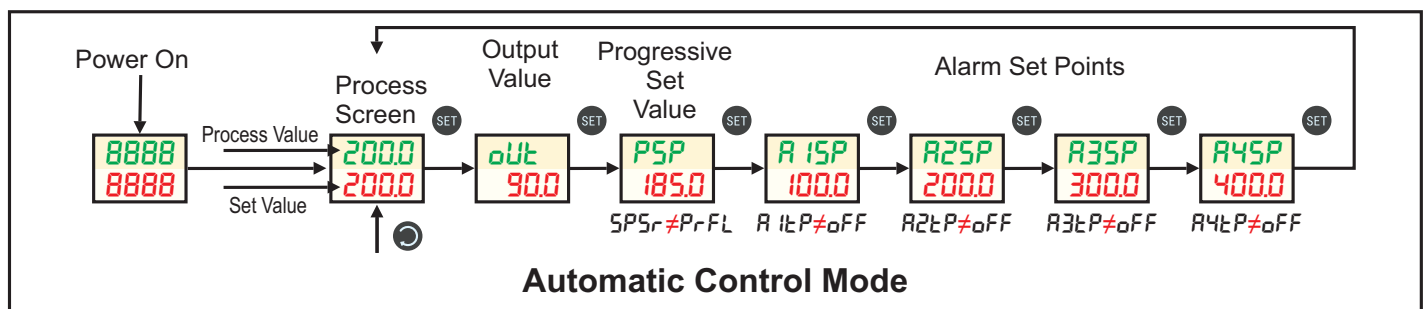 Power On
Process
Screen
Output
Value
Progressive
Set
Value
Alarm Set Points
SET
SET
SET
SET
SET
SET
SET
Process Value
Set Value
8888
8888
200.0
200.0
oUt
90.0
PSP
185.0
A1SP
100.0
A2SP
200.0
A3SP
300.0
A4SP
400.0
SPSr≠PrFL
A1tP≠oFF
A2tP≠oFF
A3tP≠oFF
A4tP≠oFF
Automatic Control Mode